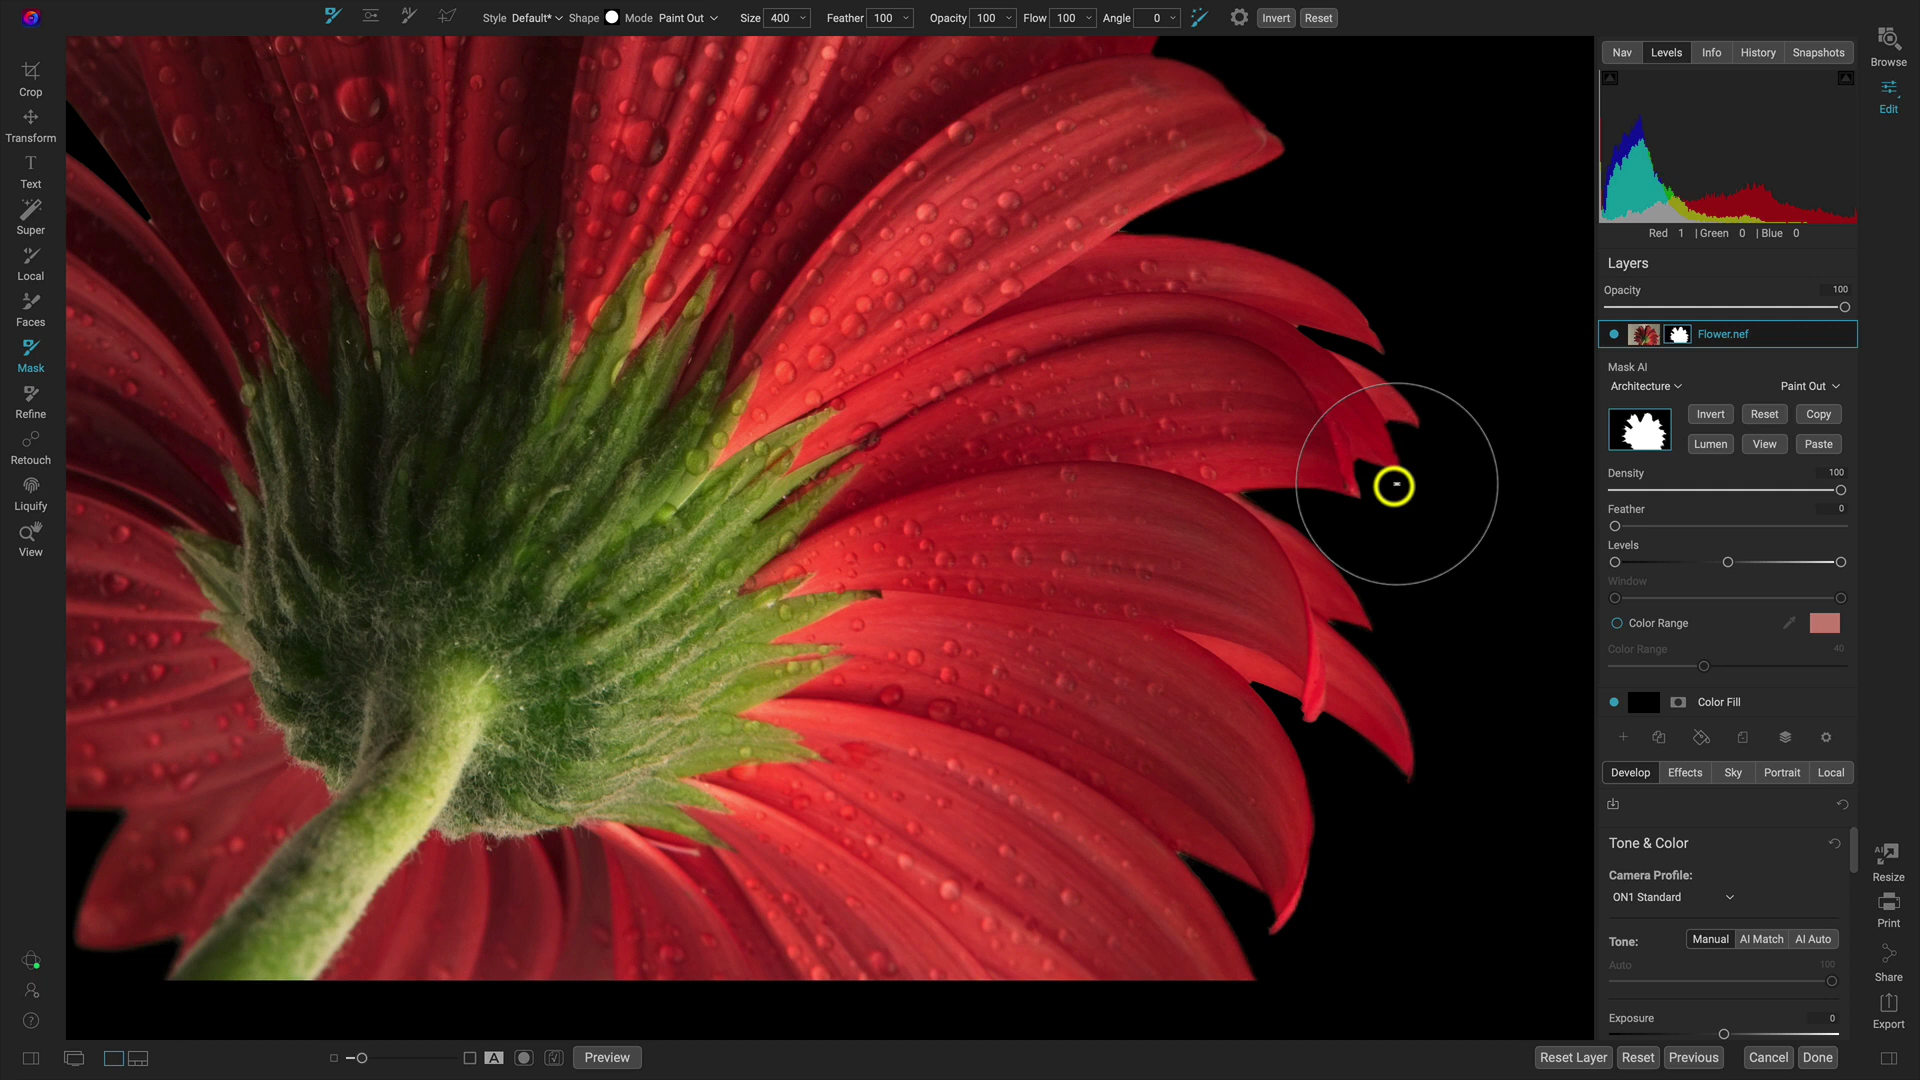 Style Default* Shape Mode Paint Out Size 400 Feather 100 Opacity 100 Flow 100 Angle 0 Invert Reset
Crop
Transform
Text
Super
Local
Faces
Mask
Refine
Retouch
Liquify
View
Nav Levels Info History Snapshots
Red 1 | Green 0 | Blue 0
Layers
Opacity 100
Flower.nef
Mask AI
Architecture Paint Out
Invert Reset Copy
Lumen View Paste
Density 100
Feather 0
Levels
Window
Color Range
Color Range 40
Color Fill
Develop Effects Sky Portrait Local
Tone & Color
Camera Profile:
ON1 Standard
Tone: Manual AI Match AI Auto
Auto 100
Exposure 0
Browse
Edit
AI
Resize
Print
Share
Export
A Preview
Reset Layer Reset Previous Cancel Done